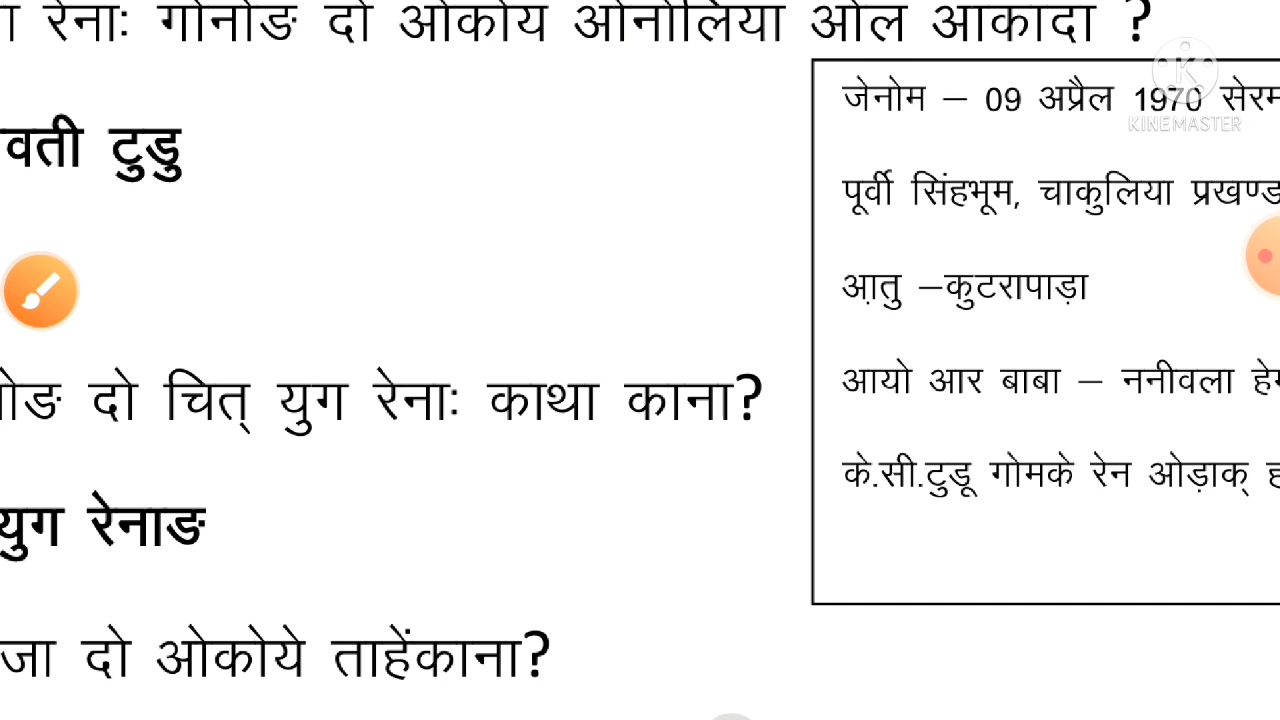 रेनाः गोनोङ दो ओकोय ओनोलिया ओल आकादा ?
वती टुडु
दो चित् युग रेनाः काथा काना?
युग रेनाङ
जा दो ओकोये ताहेंकाना?
जेनोम – 09 अप्रैल 1970 सेरम
पूर्वी सिंहभूम, चाकुलिया प्रखण्ड
आ़तु –कुटरापाड़ा
आयो आर बाबा – ननीवला
के.सी.टुडू गोमके रेन ओड़ाक्
KINEMASTER